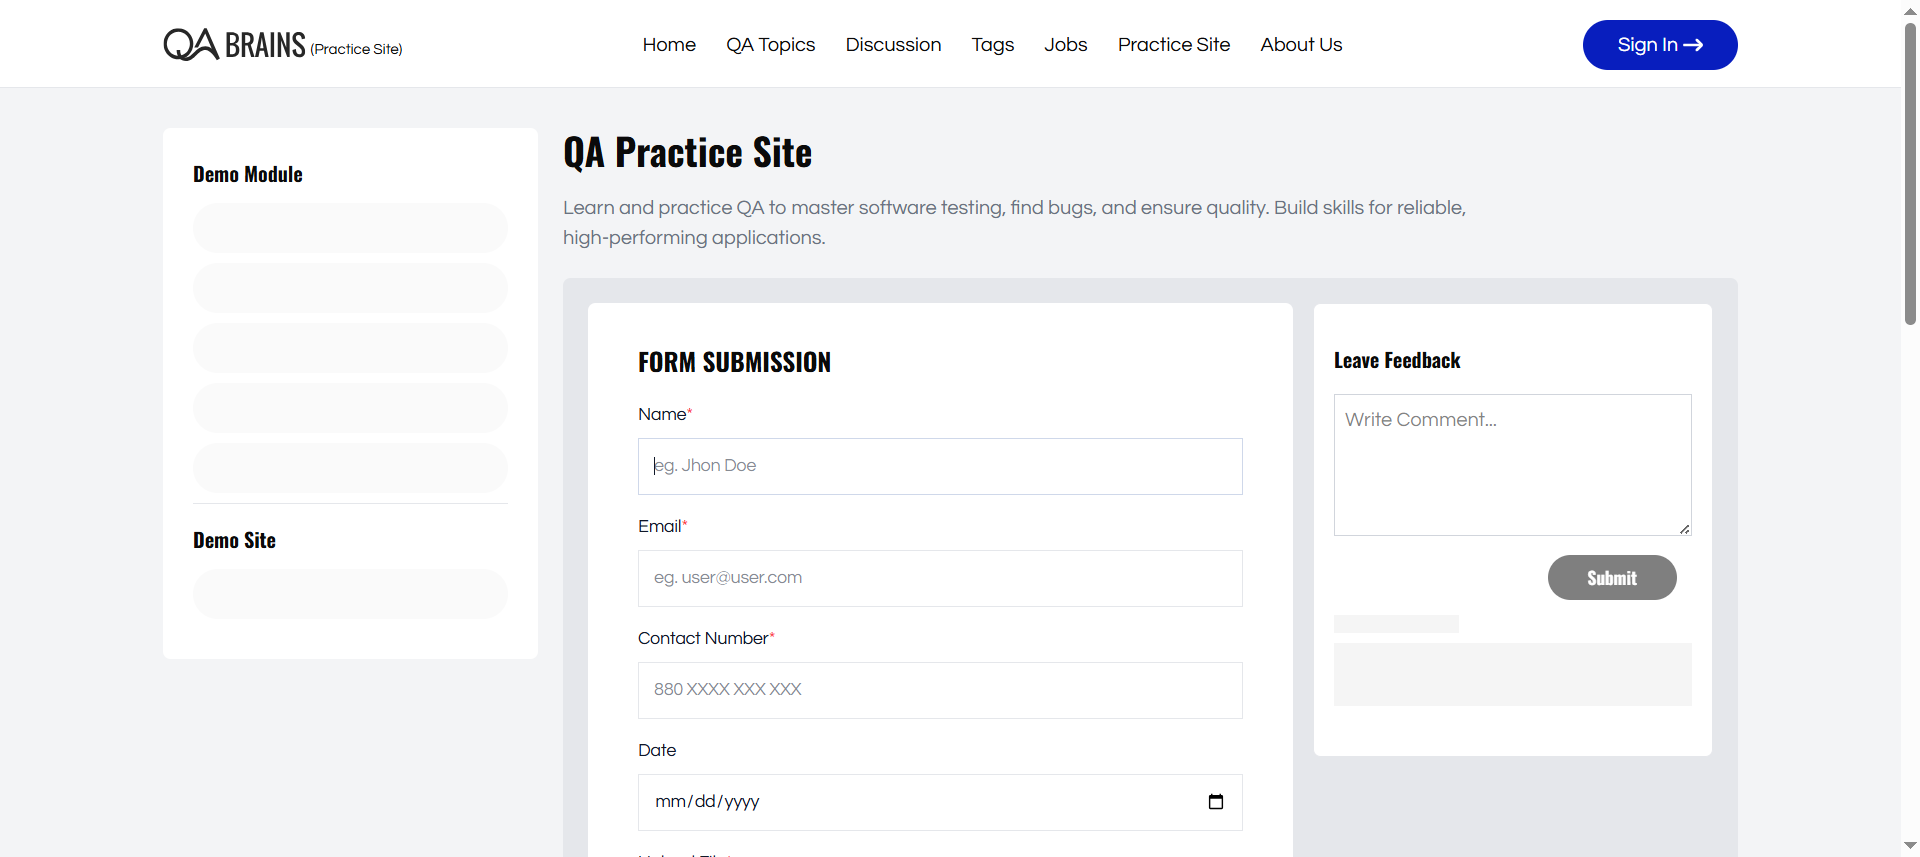 QA BRAINS (Practice Site)
Home
QA Topics
Discussion
Tags
Jobs
Practice Site
About Us
Sign In
Demo Module
Demo Site
QA Practice Site
Learn and practice QA to master software testing, find bugs, and ensure quality. Build skills for reliable,
high-performing applications.
FORM SUBMISSION
Name*
eg. Jhon Doe
Email*
eg. user@user.com
Contact Number*
880 XXXX XXX XXX
Date
mm/dd/yyyy
Leave Feedback
Write Comment...
Submit